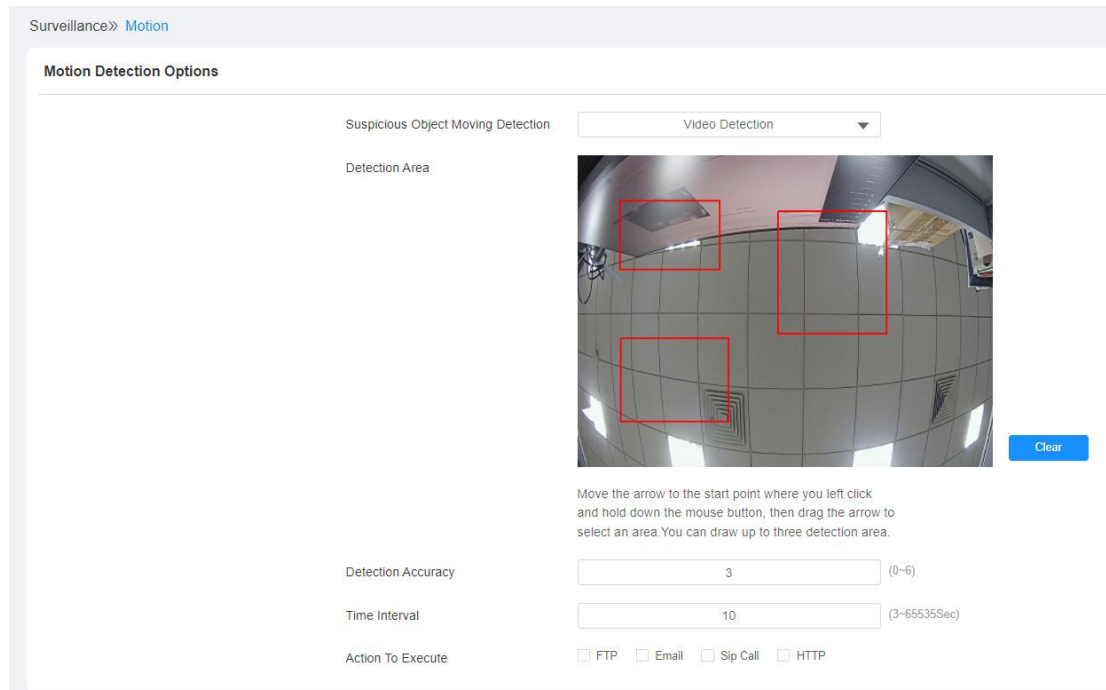 Surveillance» Motion
Motion Detection Options
Suspicious Object Moving Detection
Video Detection
Detection Area
Clear
Move the arrow to the start point where you left click
and hold down the mouse button, then drag the arrow to
select an area.You can draw up to three detection area.
Detection Accuracy
3
(0~6)
Time Interval
10
(3~65535Sec)
Action To Execute
FTP
Email
Sip Call
HTTP